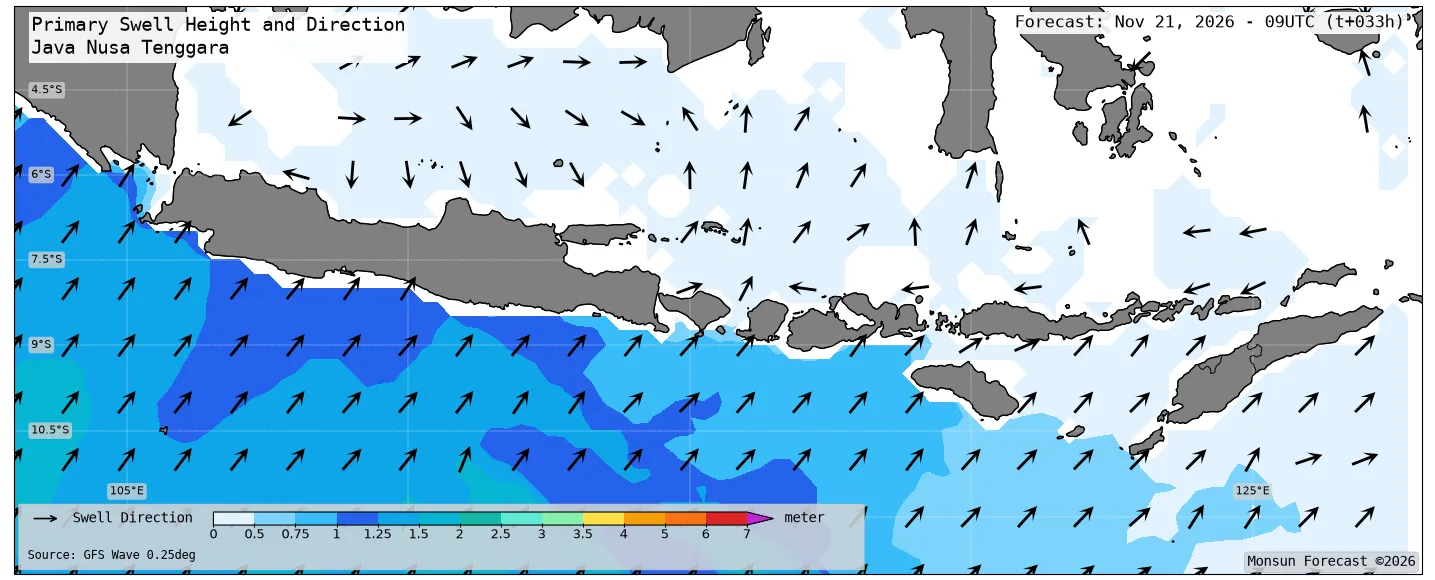 Primary Swell Height and Direction
Java Nusa Tenggara
Forecast: Nov 21, 2026 - 09UTC (t+033h)
4.5°S
6°S
7.5°S
9°S
10.5°S
105°E
125°E
Swell Direction
0 0.5 0.75 1 1.25 1.5 2 2.5 3 3.5 4 5 6 7
meter
Source: GFS Wave 0.25deg
Monsun Forecast ©2026